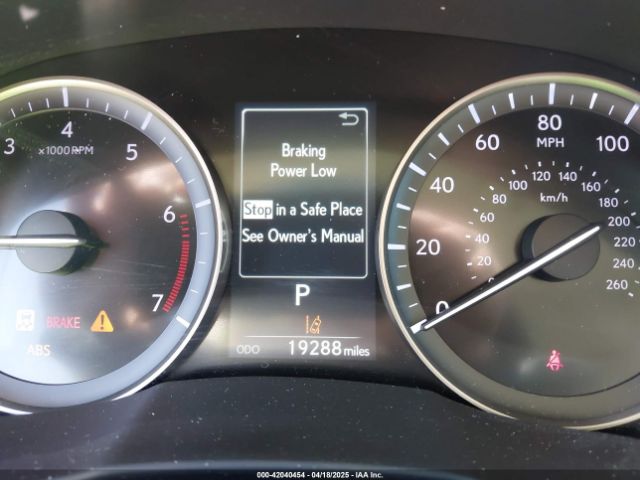 3
4
5
6
7
x1000 RPM
BRAKE
ABS
Braking
Power Low
Stop in a Safe Place
See Owner's Manual
P
ODO 19288 miles
0
20
40
60
80
100
MPH
0
20
40
60
80
100
120
140
160
180
200
220
240
260
km/h
000-42040454 - 04/18/2025 - © IAA Inc.